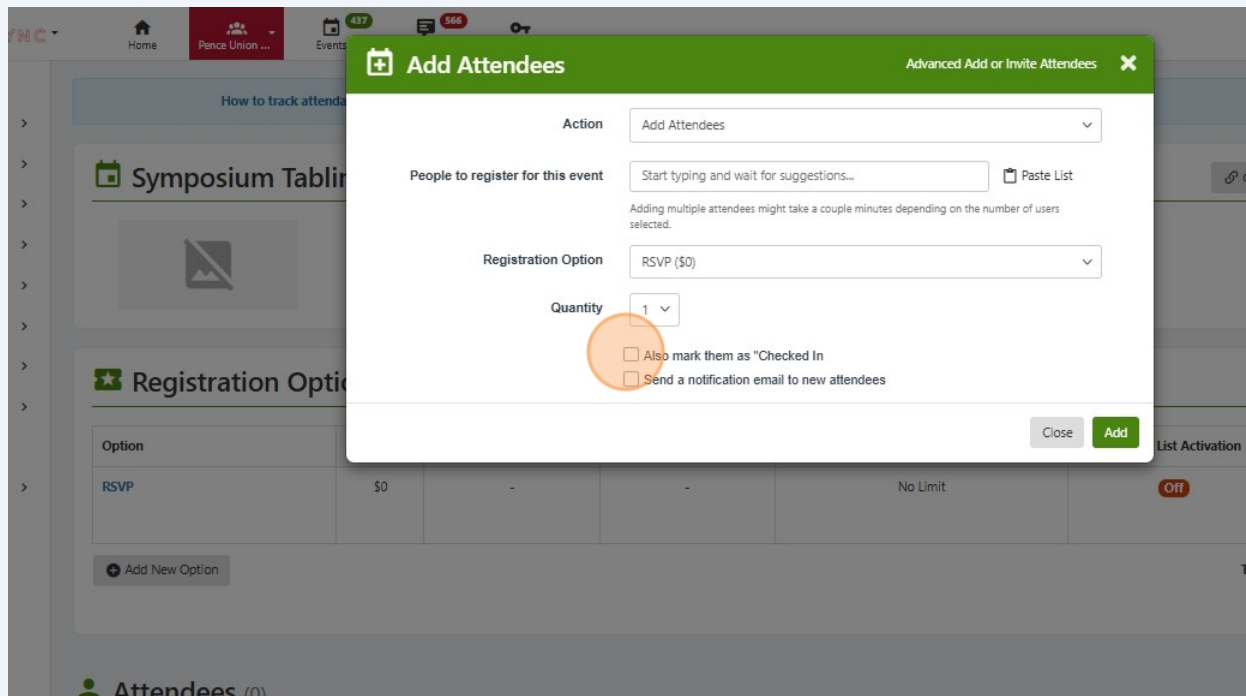 YNC
Home
Pence Union ...
Events
437
566
Add Attendees
Advanced Add or Invite Attendees
How to track attenda
Action
Add Attendees
Symposium Tablin
People to register for this event
Start typing and wait for suggestions...
Paste List
Adding multiple attendees might take a couple minutes depending on the number of users
selected.
Registration Option
RSVP ($0)
Quantity
1
Also mark them as "Checked In
Send a notification email to new attendees
Registration Optio
Close
Add
Option
List Activation
RSVP
$0
-
-
No Limit
Off
Add New Option
Attendees (0)